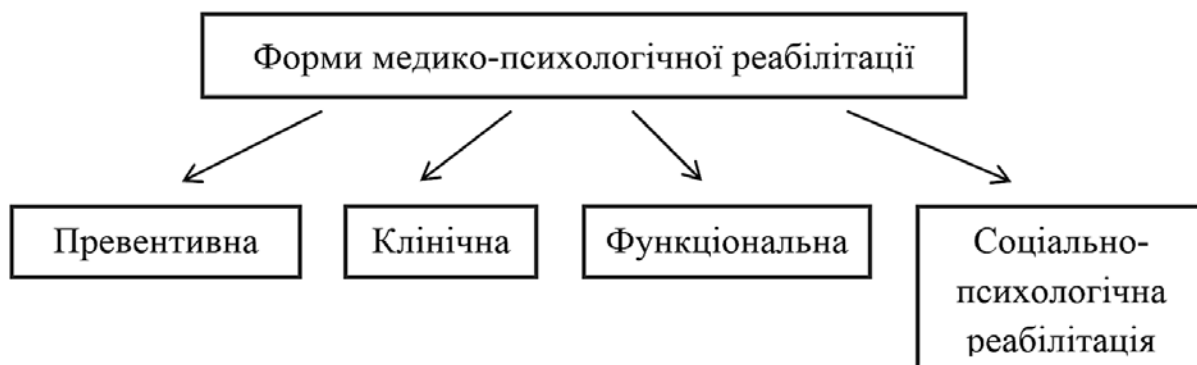 Форми медико-психологічної реабілітації
Превентивна
Клінічна
Функціональна
Соціально-
психологічна
реабілітація